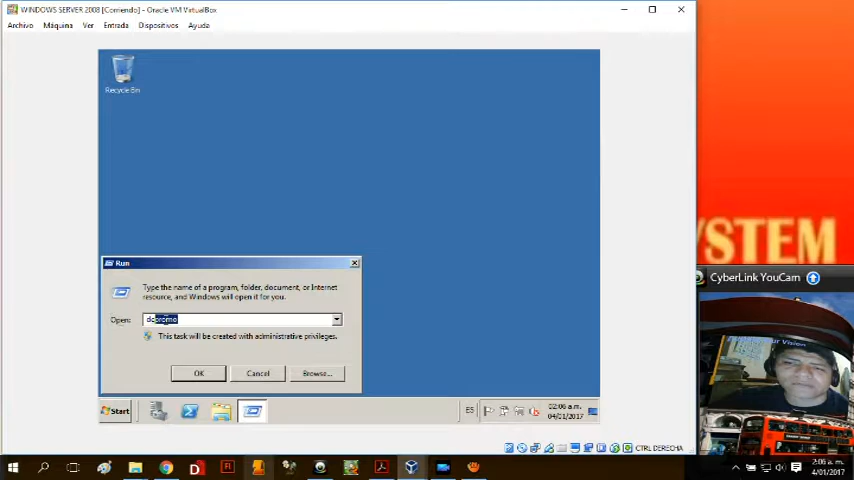 WINDOWS SERVER 2008 [Corriendo] - Oracle VM VirtualBox
Archivo Máquina Ver Entrada Dispositivos Ayuda
Recycle Bin
YSTEM
Run
Type the name of a program, folder, document, or Internet
resource, and Windows will open it for you.
Open: dcpromo
This task will be created with administrative privileges.
OK Cancel Browse...
CyberLink YouCam
Start
ES
02:06 a.m.
04/01/2017
CTRL DERECHA
2:06 a. m.
4/01/2017